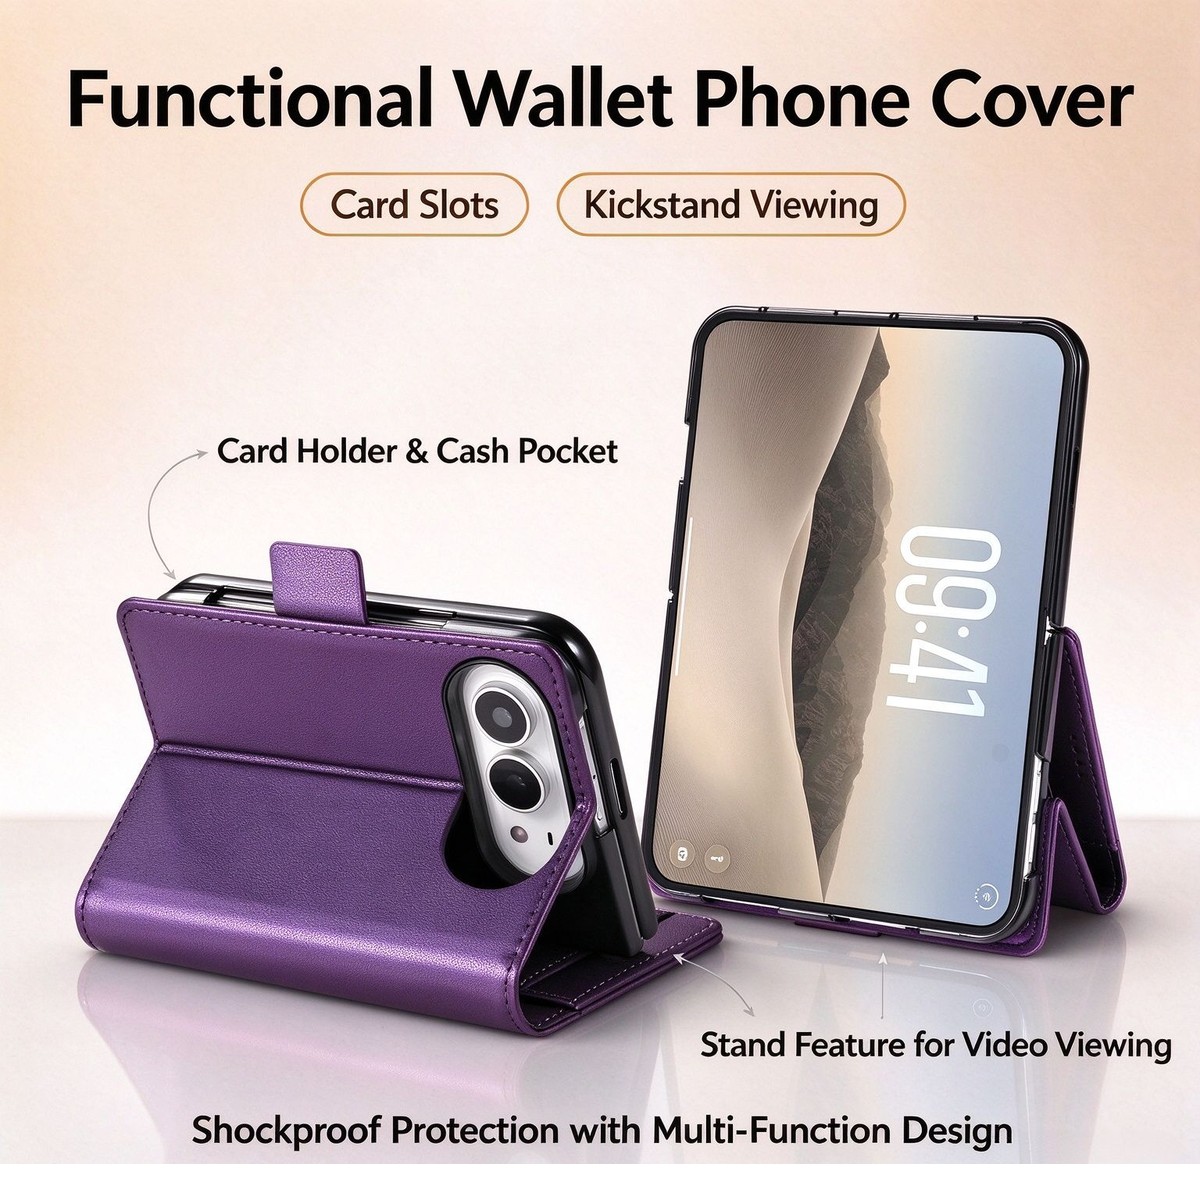 Functional Wallet Phone Cover
Card Slots
Kickstand Viewing
Card Holder & Cash Pocket
09:41
Stand Feature for Video Viewing
Shockproof Protection with Multi-Function Design